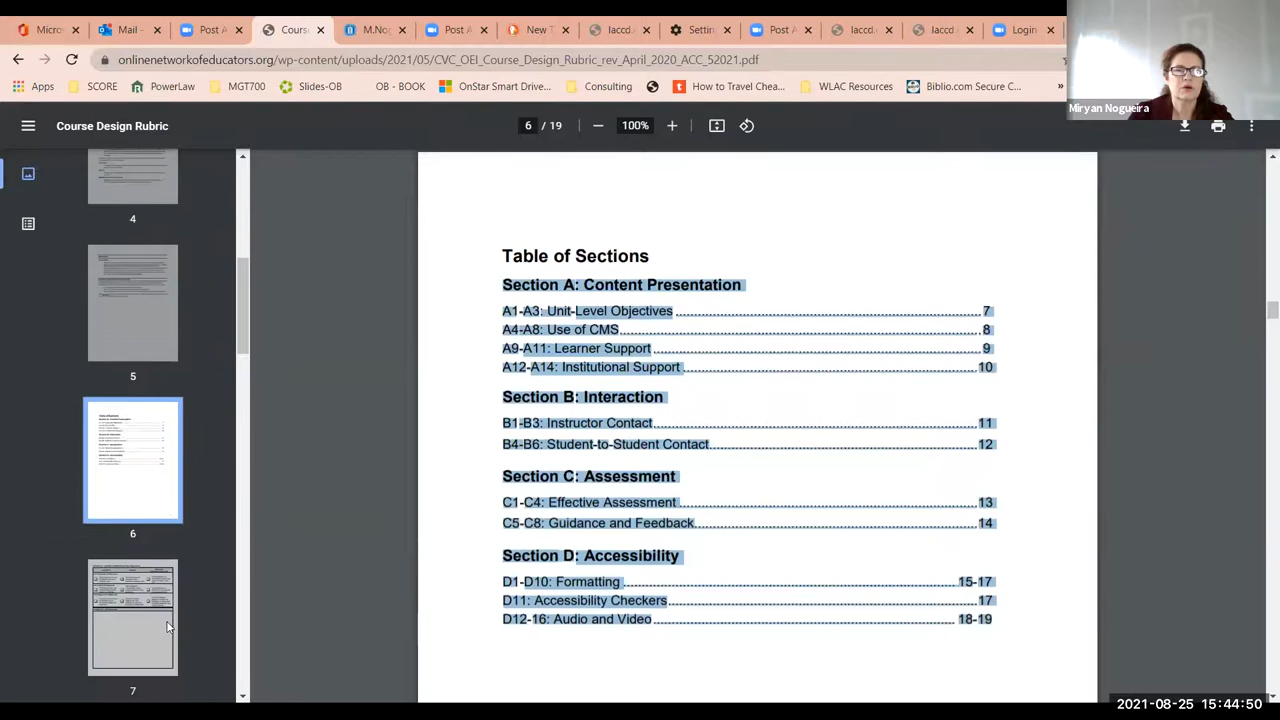 Micros
Mail -
Post A
Cours
M.Nog
Post A
New T
laccd.
Settin
Post A
laccd.
laccd
Login
onlinenetworkofeducators.org/wp-content/uploads/2021/05/CVC_OEI_Course_Design_Rubric_rev_April_2020_ACC_52021.pdf
Apps SCORE PowerLaw MGT700 Slides-OB OB - BOOK OnStar Smart Drive... Consulting How to Travel Chea... WLAC Resources Biblio.com Secure C... »
Miryan Nogueira
Course Design Rubric 6 / 19 100%
4
5
6
7
Table of Sections
Section A: Content Presentation
A1-A3: Unit-Level Objectives 7
A4-A8: Use of CMS 8
A9-A11: Learner Support 9
A12-A14: Institutional Support 10
Section B: Interaction
B1-B3: Instructor Contact 11
B4-B6: Student-to-Student Contact 12
Section C: Assessment
C1-C4: Effective Assessment 13
C5-C8: Guidance and Feedback 14
Section D: Accessibility
D1-D10: Formatting 15-17
D11: Accessibility Checkers 17
D12-16: Audio and Video 18-19
2021-08-25 15:44:50